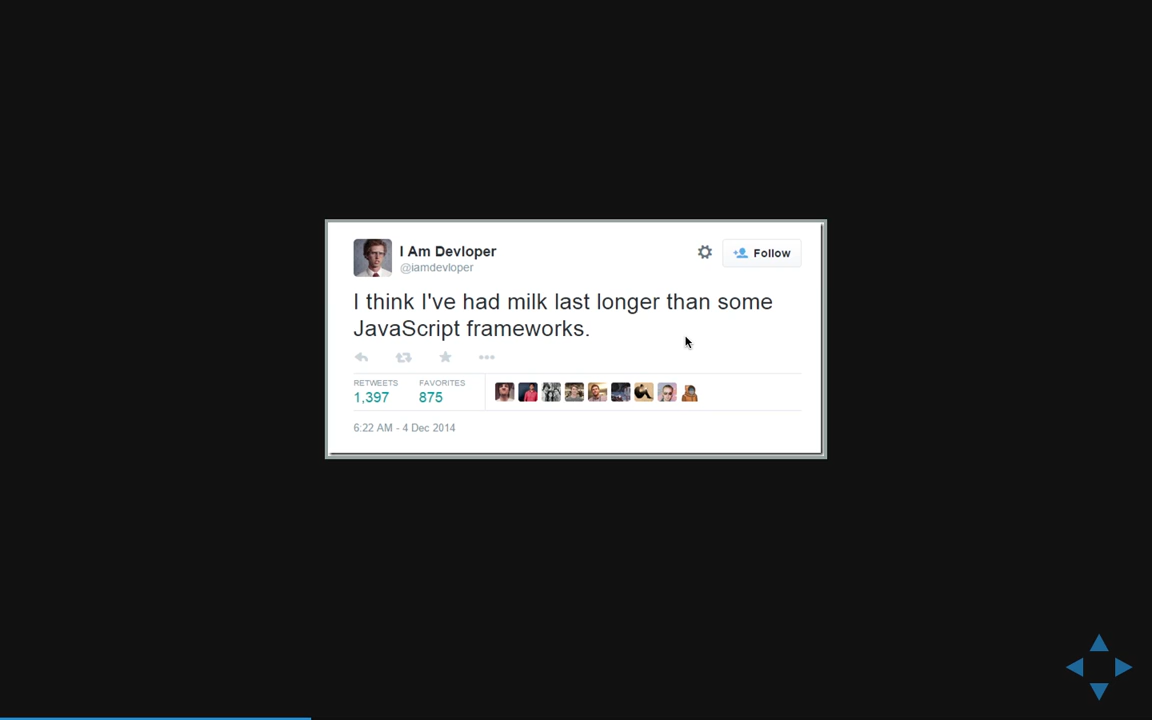 I Am Devloper
@iamdevloper
Follow
I think I've had milk last longer than some
JavaScript frameworks.
RETWEETS FAVORITES
1,397 875
6:22 AM - 4 Dec 2014